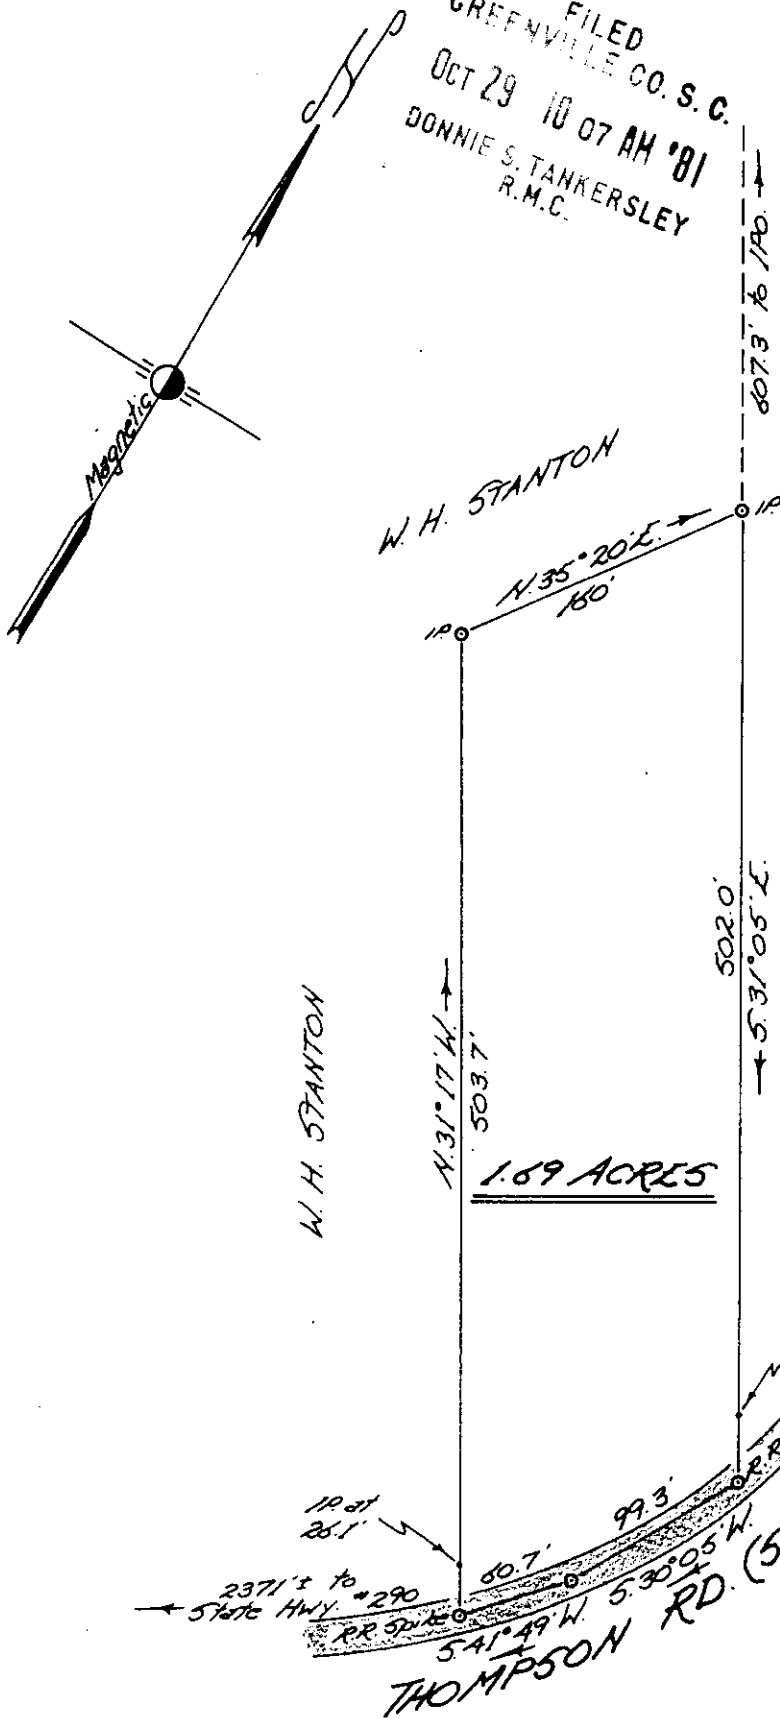 FILED
GREENVILLE CO. S. C.
OCT 29 10 07 AM '81
DONNIE S. TANKERSLEY
R.M.C.
Magnetic
607.3' to I.P.O.
W. H. STANTON
I.P.
N.35°20'E.
160'
I.P.
W. H. STANTON
N.31°17'W.
503.7'
502.0'
S.31°05'E.
1.69 ACRES
I.P. at
26.1'
2371'± to
State Hwy. #290
R.R. Spike
60.7'
99.3'
S.41°49'W.
S.30°05'W.
R.R.
N
THOMPSON RD. (S